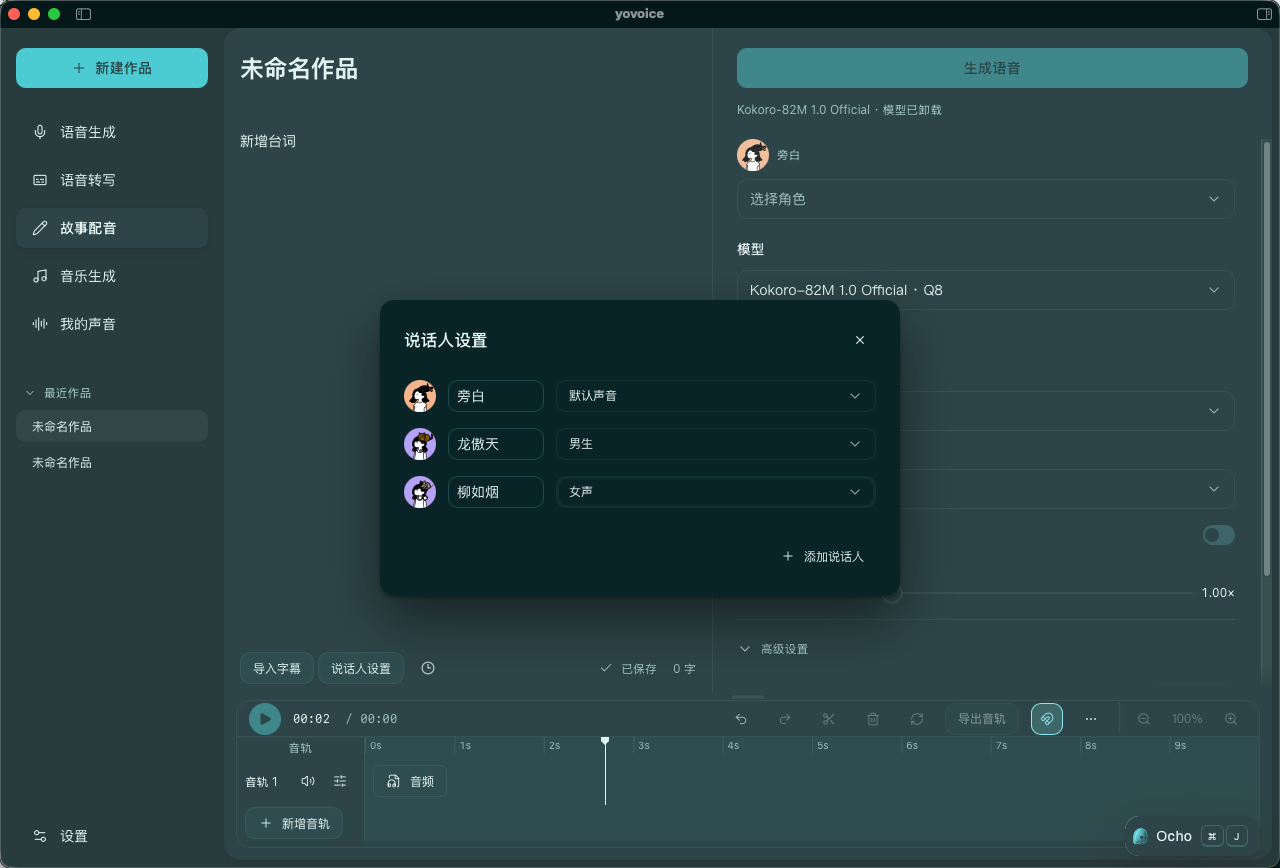 yovoice
新建作品
语音生成
语音转写
故事配音
音乐生成
我的声音
最近作品
未命名作品
未命名作品
设置
未命名作品
新增台词
导入字幕
说话人设置
已保存
0 字
生成语音
Kokoro-82M 1.0 Official · 模型已卸载
旁白
选择角色
模型
Kokoro-82M 1.0 Official · Q8
1.00×
高级设置
说话人设置
旁白
默认声音
龙傲天
男生
柳如烟
女声
添加说话人
00:02 / 00:00
导出音轨
100%
音轨
0s 1s 2s 3s 4s 5s 6s 7s 8s 9s
音轨 1
音频
新增音轨
Ocho ⌘ J